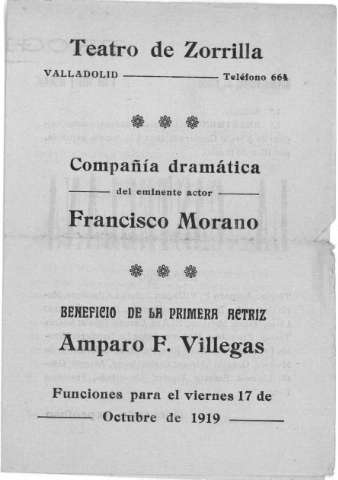 Teatro de Zorrilla
VALLADOLID Teléfono 664
Compañía dramática
del eminente actor
Francisco Morano
BENEFICIO DE LA PRIMERA ACTRIZ
Amparo F. Villegas
Funciones para el viernes 17 de
Octubre de 1919